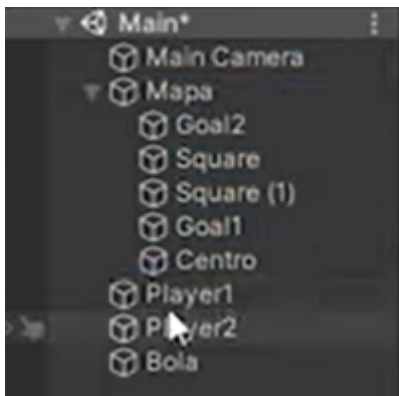 Main*
Main Camera
Mapa
Goal2
Square
Square (1)
Goal1
Centro
Player1
Player2
Bola